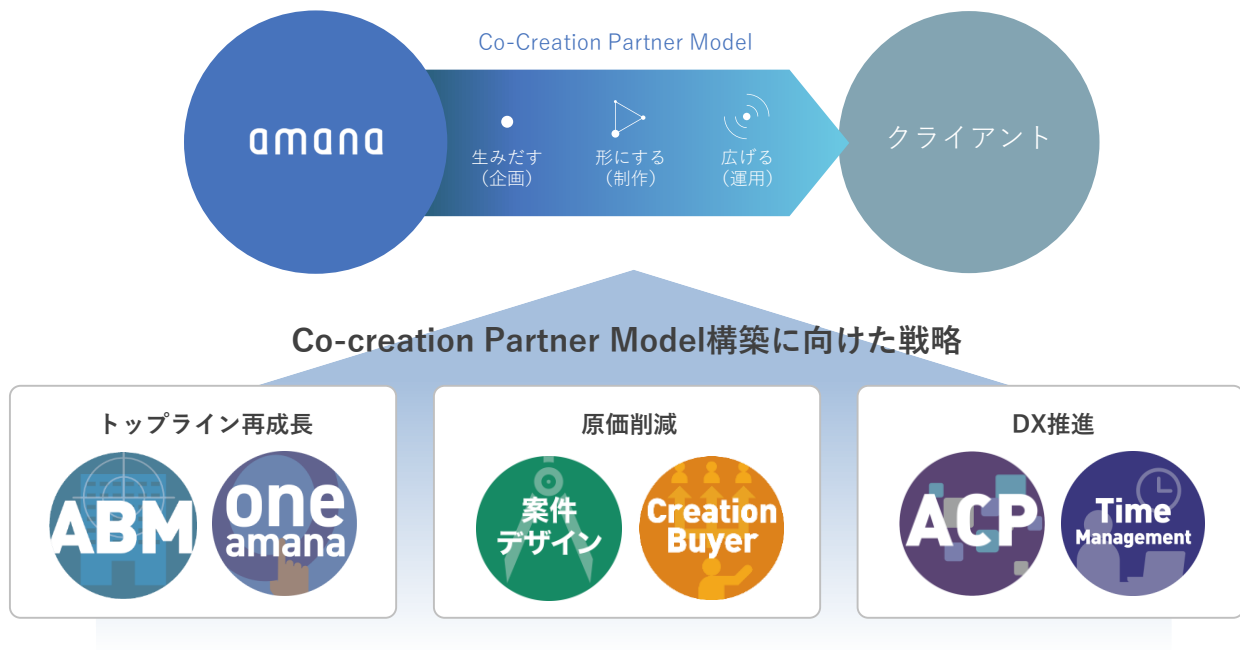 Co-Creation Partner Model
amana
生みだす
（企画）
形にする
（制作）
広げる
（運用）
クライアント
Co-creation Partner Model構築に向けた戦略
トップライン再成長
ABM
one
amana
原価削減
案件
デザイン
Creation
Buyer
DX推進
ACP
Time
Management